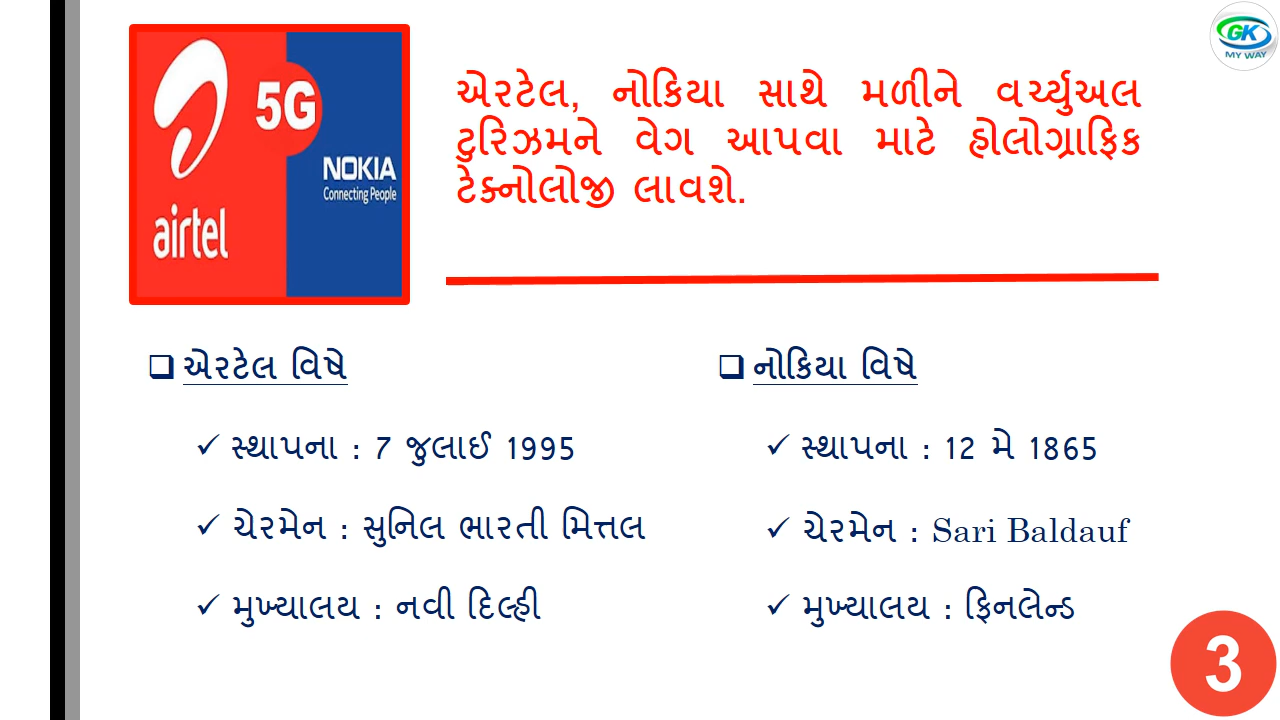 GK
MY WAY
5G
NOKIA
Connecting People
airtel
એરટેલ, નોકિયા સાથે મળીને વર્ચ્યુઅલ
ટુરિઝમને વેગ આપવા માટે હોલોગ્રાફિક
ટેક્નોલોજી લાવશે.
એરટેલ વિષે
સ્થાપના : 7 જુલાઈ 1995
ચેરમેન : સુનિલ ભારતી મિત્તલ
મુખ્યાલય : નવી દિલ્હી
નોકિયા વિષે
સ્થાપના : 12 મે 1865
ચેરમેન : Sari Baldauf
મુખ્યાલય : ફિનલેન્ડ
3